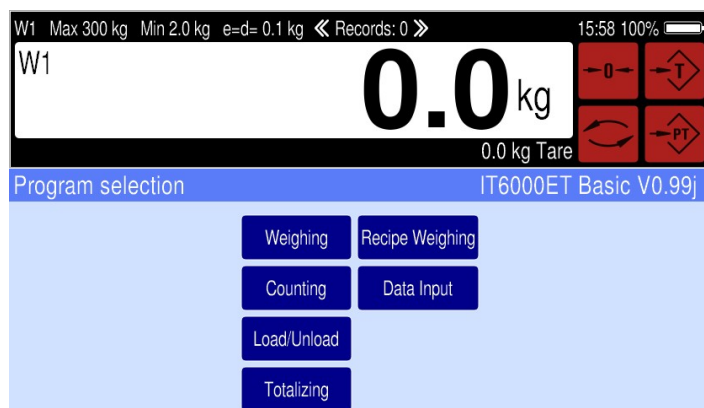 W1 Max 300 kg Min 2.0 kg e=d= 0.1 kg ≪ Records: 0 ≫ 15:58 100%
W1
0.0 kg
→0← →T
→PT
0.0 kg Tare
Program selection IT6000ET Basic V0.99j
Weighing Recipe Weighing
Counting Data Input
Load/Unload
Totalizing